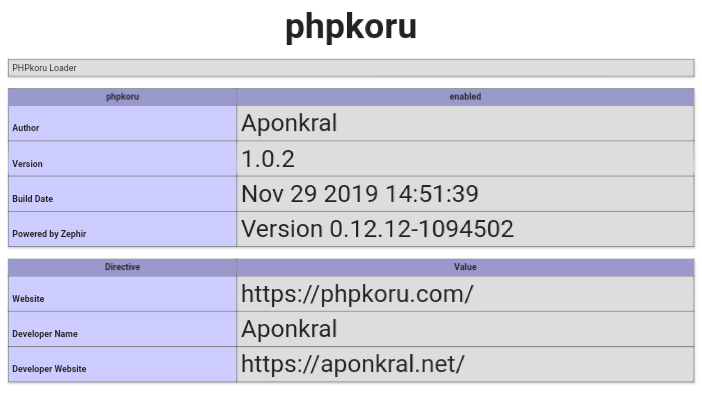 phpkoru
PHPkoru Loader
phpkoru enabled
Author Aponkral
Version 1.0.2
Build Date Nov 29 2019 14:51:39
Powered by Zephir Version 0.12.12-1094502
Directive Value
Website https://phpkoru.com/
Developer Name Aponkral
Developer Website https://aponkral.net/